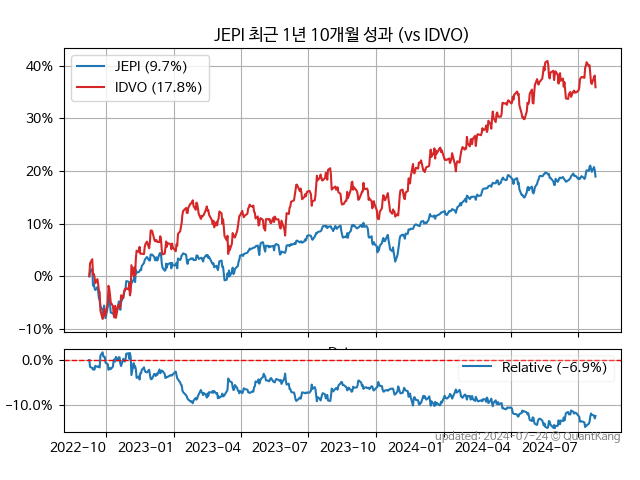 JEPI 최근 1년 10개월 성과 (vs IDVO)
JEPI (9.7%)
IDVO (17.8%)
40%
30%
20%
10%
0%
−10%
Relative (−6.9%)
0.0%
−10.0%
2022-10 2023-01 2023-04 2023-07 2023-10 2024-01 2024-04 2024-07
updated: 2024-07-24 © QuantKang